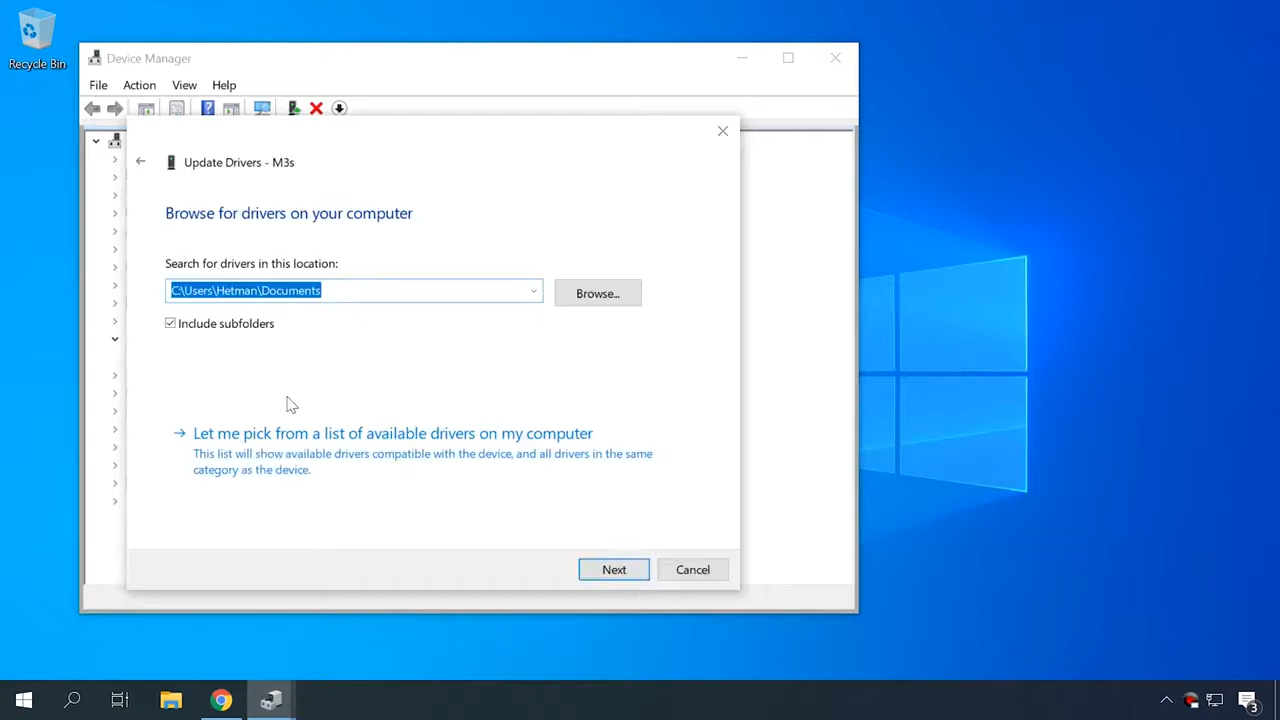 Recycle Bin
Device Manager
File Action View Help
Update Drivers - M3s
Browse for drivers on your computer
Search for drivers in this location:
C:\Users\Hetman\Documents
Browse...
Include subfolders
Let me pick from a list of available drivers on my computer
This list will show available drivers compatible with the device, and all drivers in the same
category as the device.
Next Cancel
3